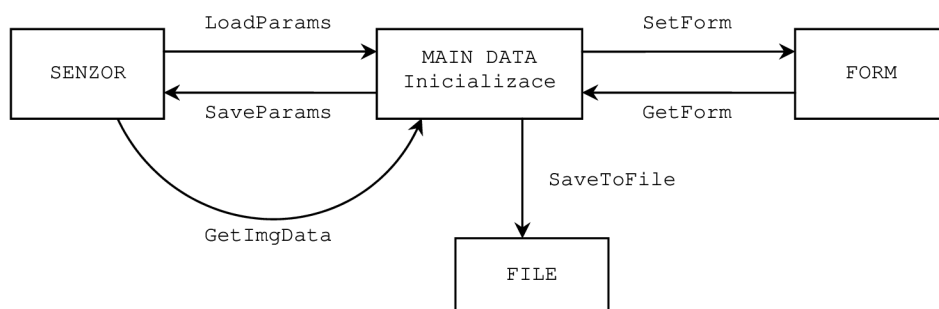 LoadParams
SetForm
SENZOR
MAIN DATA
Inicializace
FORM
SaveParams
GetForm
SaveToFile
GetImgData
FILE